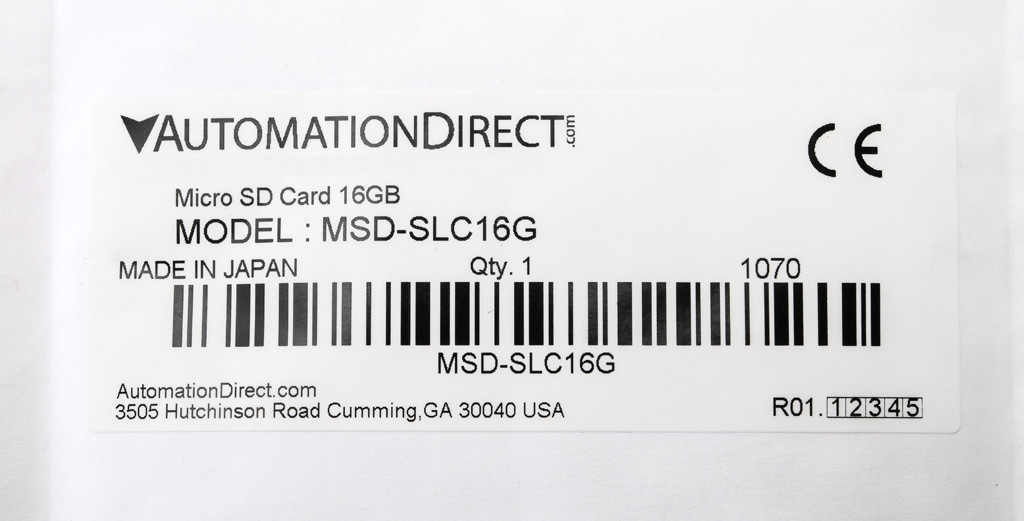 AUTOMATIONDIRECT.com
CE
Micro SD Card 16GB
MODEL : MSD-SLC16G
MADE IN JAPAN Qty. 1 1070
MSD-SLC16G
AutomationDirect.com
3505 Hutchinson Road Cumming,GA 30040 USA
R01.12345